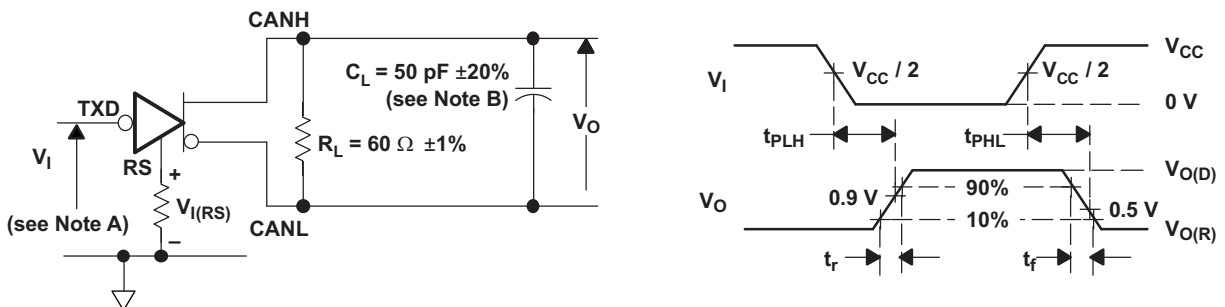 CANH
C_L = 50 pF ±20%
(see Note B)
TXD
V_I
RS
R_L = 60 Ω ±1%
V_O
+
V_I(RS)
(see Note A)
–
CANL
V_CC
V_I
V_CC / 2
V_CC / 2
0 V
t_PLH
t_PHL
V_O(D)
90%
0.9 V
V_O
0.5 V
10%
V_O(R)
t_r
t_f